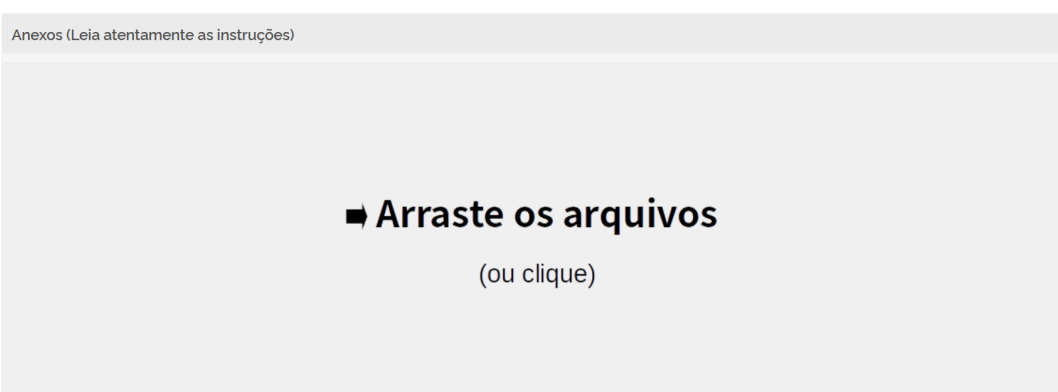 Anexos (Leia atentamente as instruções)
➠ Arraste os arquivos
(ou clique)